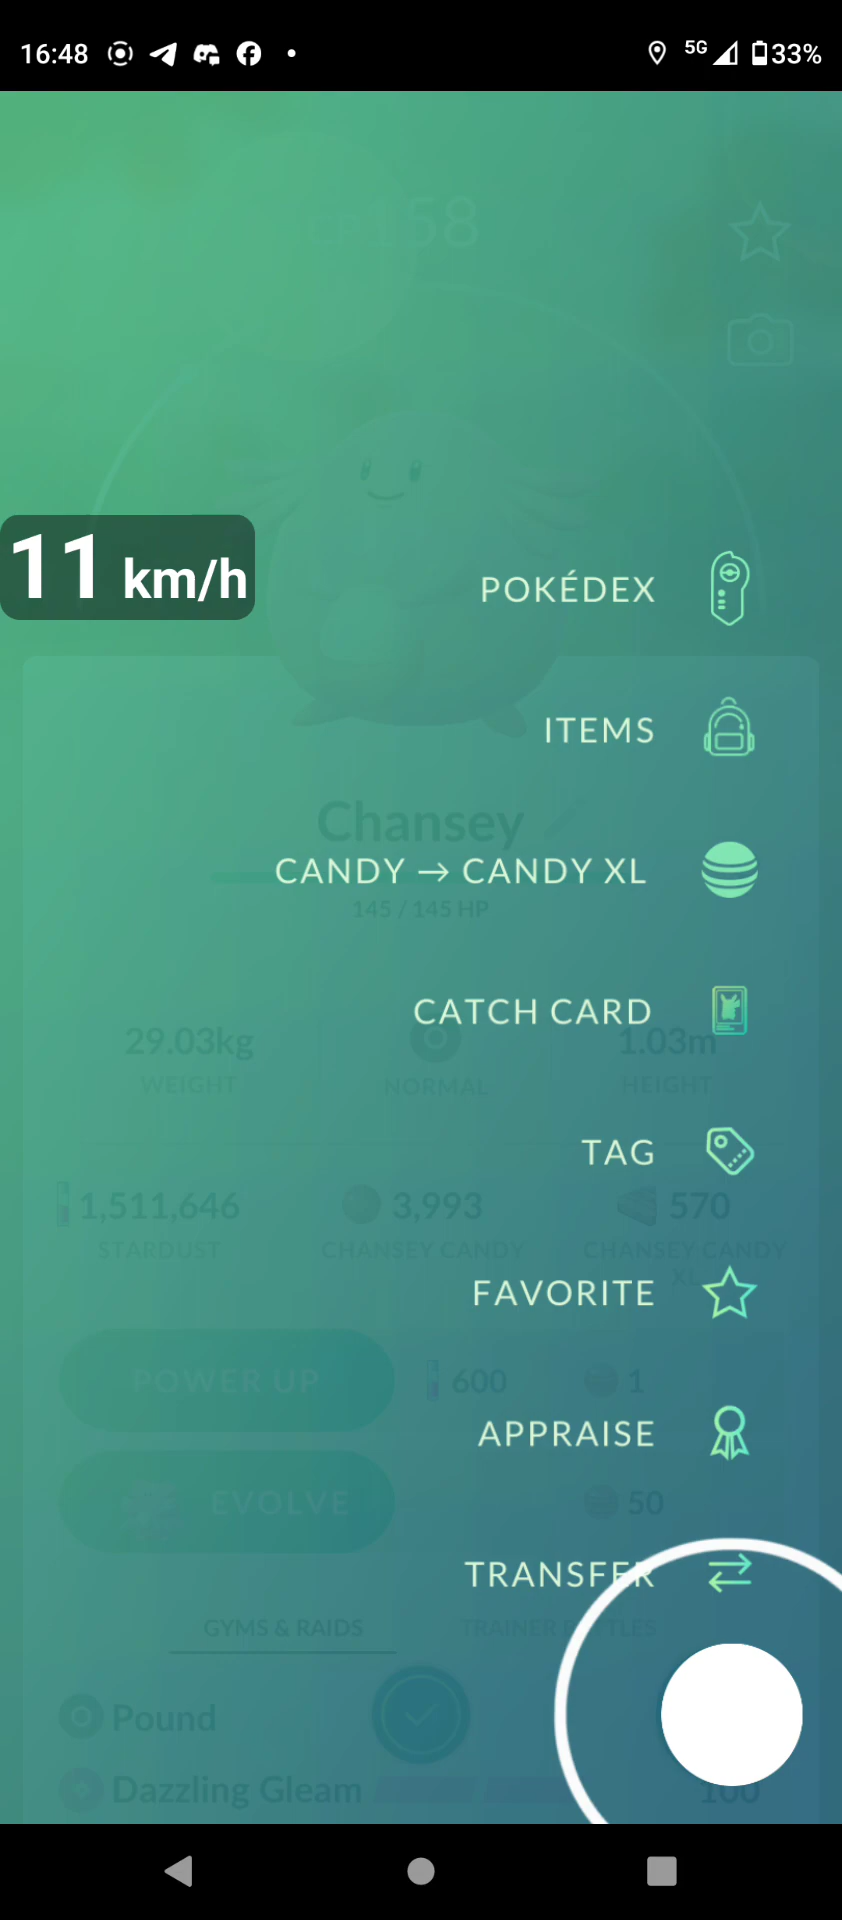 16:48 5G 33%
58
11 km/h
POKÉDEX
ITEMS
Chansey
CANDY → CANDY XL
145 / 145 HP
CATCH CARD
29.03kg 1.03m
WEIGHT NORMAL HEIGHT
TAG
1,511,646 3,993 570
STARDUST CHANSEY CANDY CHANSEY CANDY XL
FAVORITE
POWER UP 600 1
APPRAISE
EVOLVE 50
TRANSFER
GYMS & RAIDS TRAINER
Pound
Dazzling Gleam 100